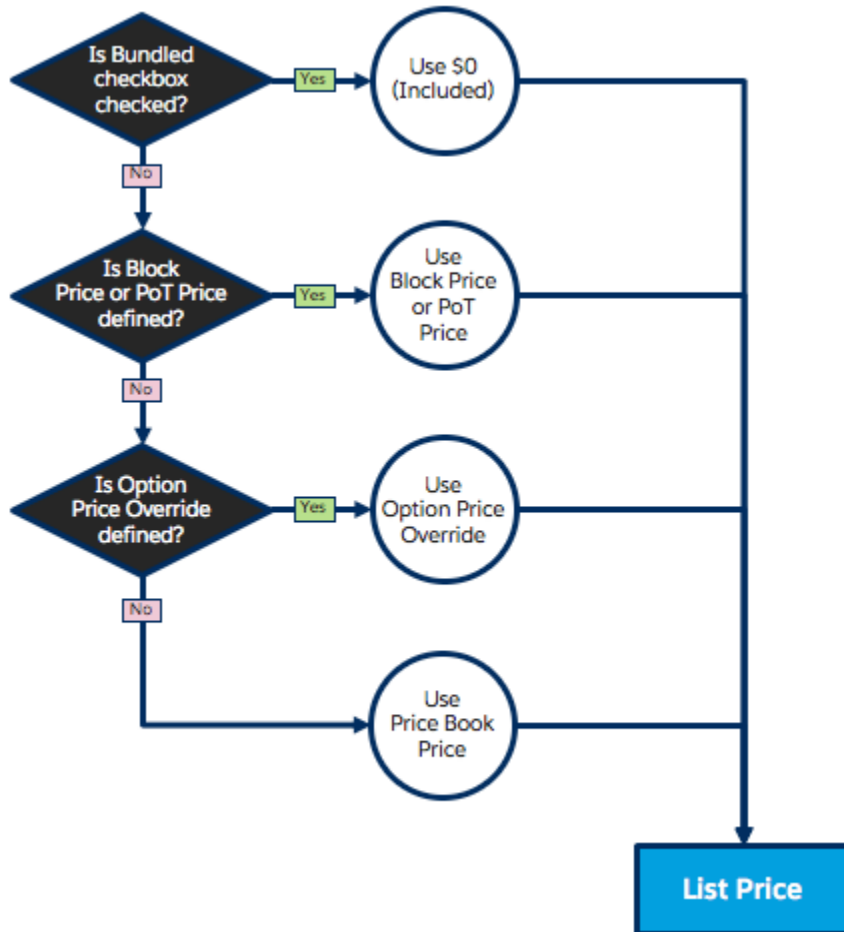 Is Bundled
checkbox
checked?
Yes
Use $0
(Included)
No
Is Block
Price or PoT Price
defined?
Yes
Use
Block Price
or PoT
Price
No
Is Option
Price Override
defined?
Yes
Use
Option Price
Override
No
Use
Price Book
Price
List Price